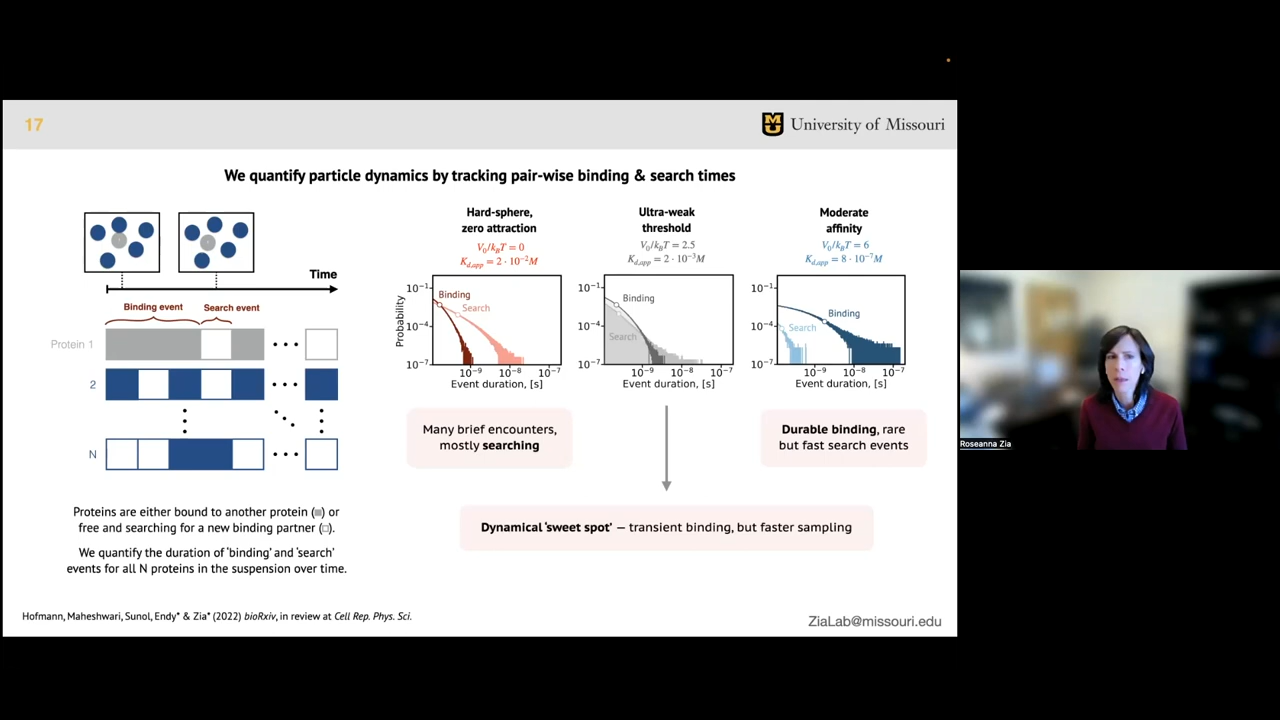 17
University of Missouri
We quantify particle dynamics by tracking pair-wise binding & search times
Time
Binding event
Search event
Protein 1
2
N
Proteins are either bound to another protein (■) or
free and searching for a new binding partner (□).
We quantify the duration of 'binding' and 'search'
events for all N proteins in the suspension over time.
Hard-sphere,
zero attraction
V₀/k_BT = 0
K_{d,app} = 2 · 10⁻²M
Probability
10⁻¹
10⁻⁴
10⁻⁷
Binding
Search
10⁻⁹ 10⁻⁸ 10⁻⁷
Event duration, [s]
Many brief encounters,
mostly searching
Ultra-weak
threshold
V₀/k_BT = 2.5
K_{d,app} = 2 · 10⁻³M
10⁻¹
10⁻⁴
10⁻⁷
Binding
Search
10⁻⁹ 10⁻⁸ 10⁻⁷
Event duration, [s]
Moderate
affinity
V₀/k_BT = 6
K_{d,app} = 8 · 10⁻⁷M
10⁻¹
10⁻⁴
10⁻⁷
Binding
Search
10⁻⁹ 10⁻⁸ 10⁻⁷
Event duration, [s]
Durable binding, rare
but fast search events
Dynamical 'sweet spot' — transient binding, but faster sampling
Hofmann, Maheshwari, Sunol, Endy* & Zia* (2022) bioRxiv, in review at Cell Rep. Phys. Sci.
ZiaLab@missouri.edu
Roseanna Zia